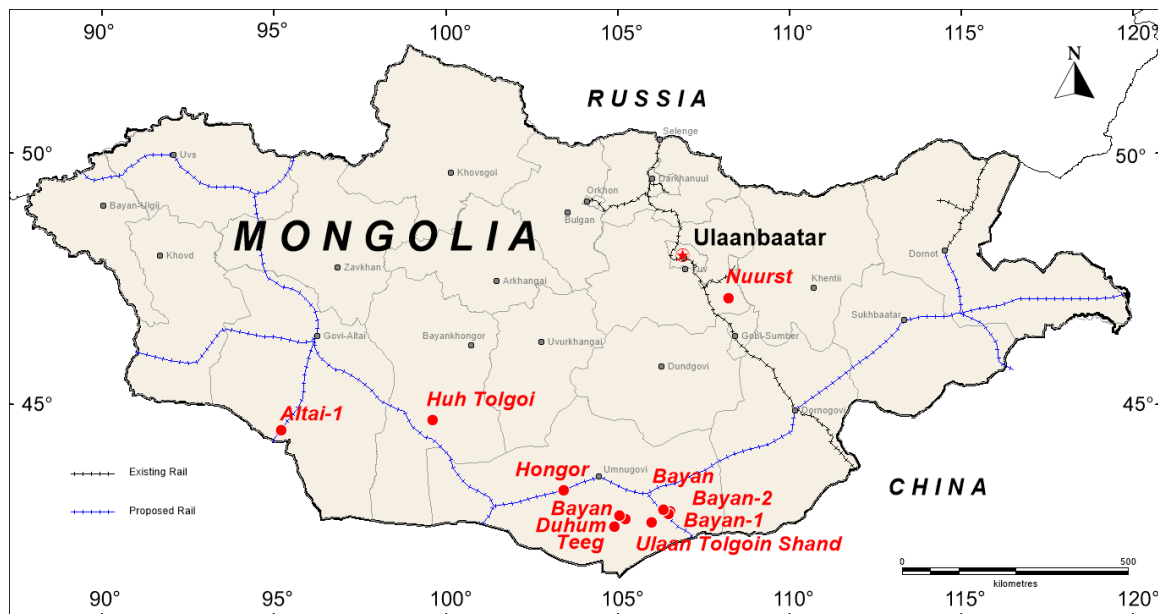 90°
95°
100°
105°
110°
115°
120°
N
RUSSIA
Selenge
50°
Uvs
50°
Darkhanuul
Khovsgol
Orkhon
Bayan-Ulgii
Bulgan
MONGOLIA
Ulaanbaatar
Khovd
Dornot
Zavkhan
Tuv
Nuurst
Arkhangai
Khentii
Sukhbaatar
Govi-Altai
Bayankhongor
Uvurkhangai
Gobi-Sumber
Dundgovi
45°
Altai-1
Huh Tolgoi
45°
Dornogovi
Existing Rail
Hongor
Umnugovi
Bayan
CHINA
Proposed Rail
Bayan
Bayan-2
Duhum
Bayan-1
Teeg
Ulaan Tolgoin Shand
0
500
kilometres
90°
95°
100°
105°
110°
115°
120°